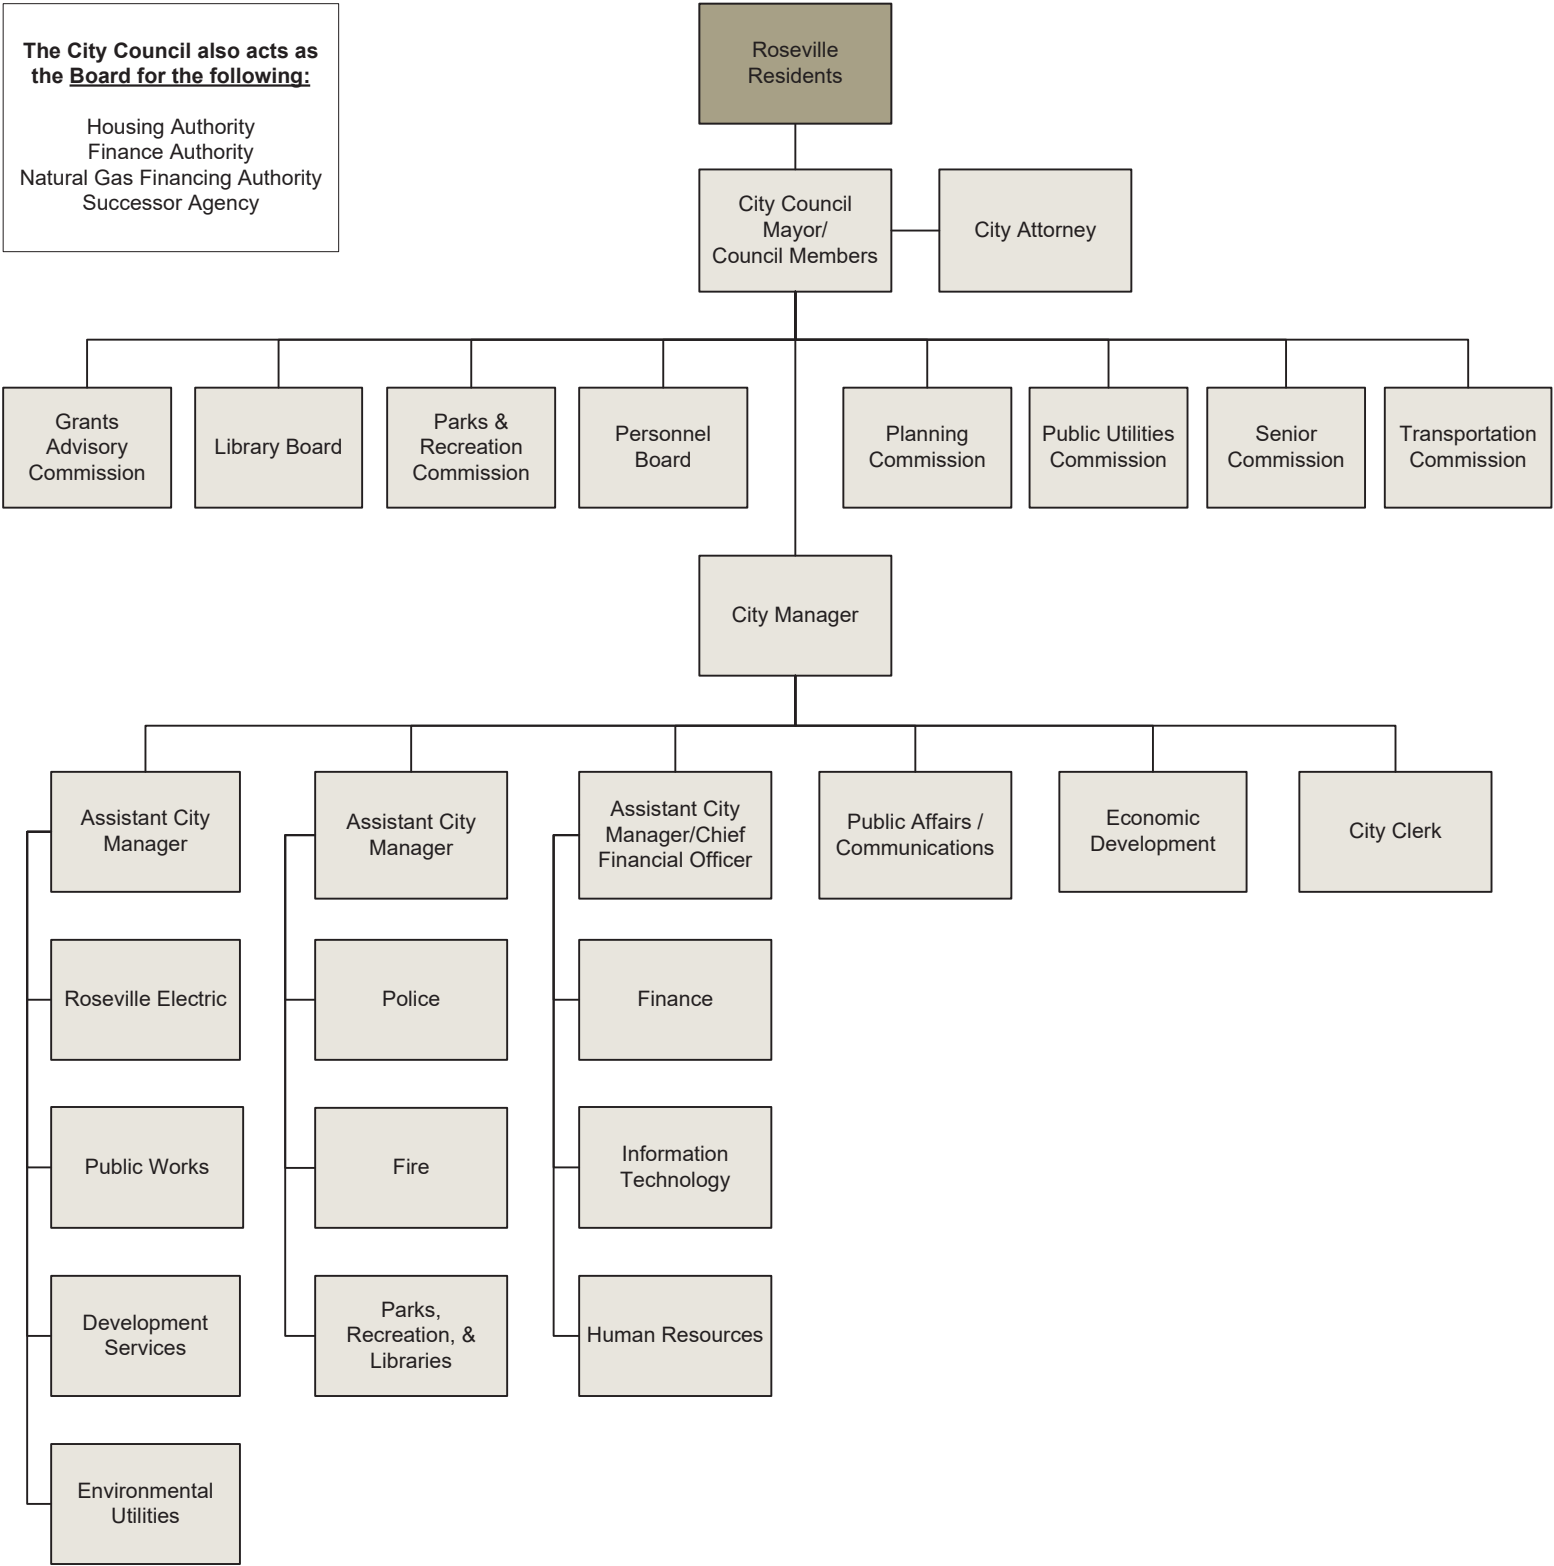 The City Council also acts as
the Board for the following:
Housing Authority
Finance Authority
Natural Gas Financing Authority
Successor Agency
Roseville
Residents
City Council
Mayor/
Council Members
City Attorney
Grants
Advisory
Commission
Library Board
Parks &
Recreation
Commission
Personnel
Board
Planning
Commission
Public Utilities
Commission
Senior
Commission
Transportation
Commission
City Manager
Assistant City
Manager
Assistant City
Manager
Assistant City
Manager/Chief
Financial Officer
Public Affairs /
Communications
Economic
Development
City Clerk
Roseville Electric
Police
Finance
Public Works
Fire
Information
Technology
Development
Services
Parks,
Recreation, &
Libraries
Human Resources
Environmental
Utilities